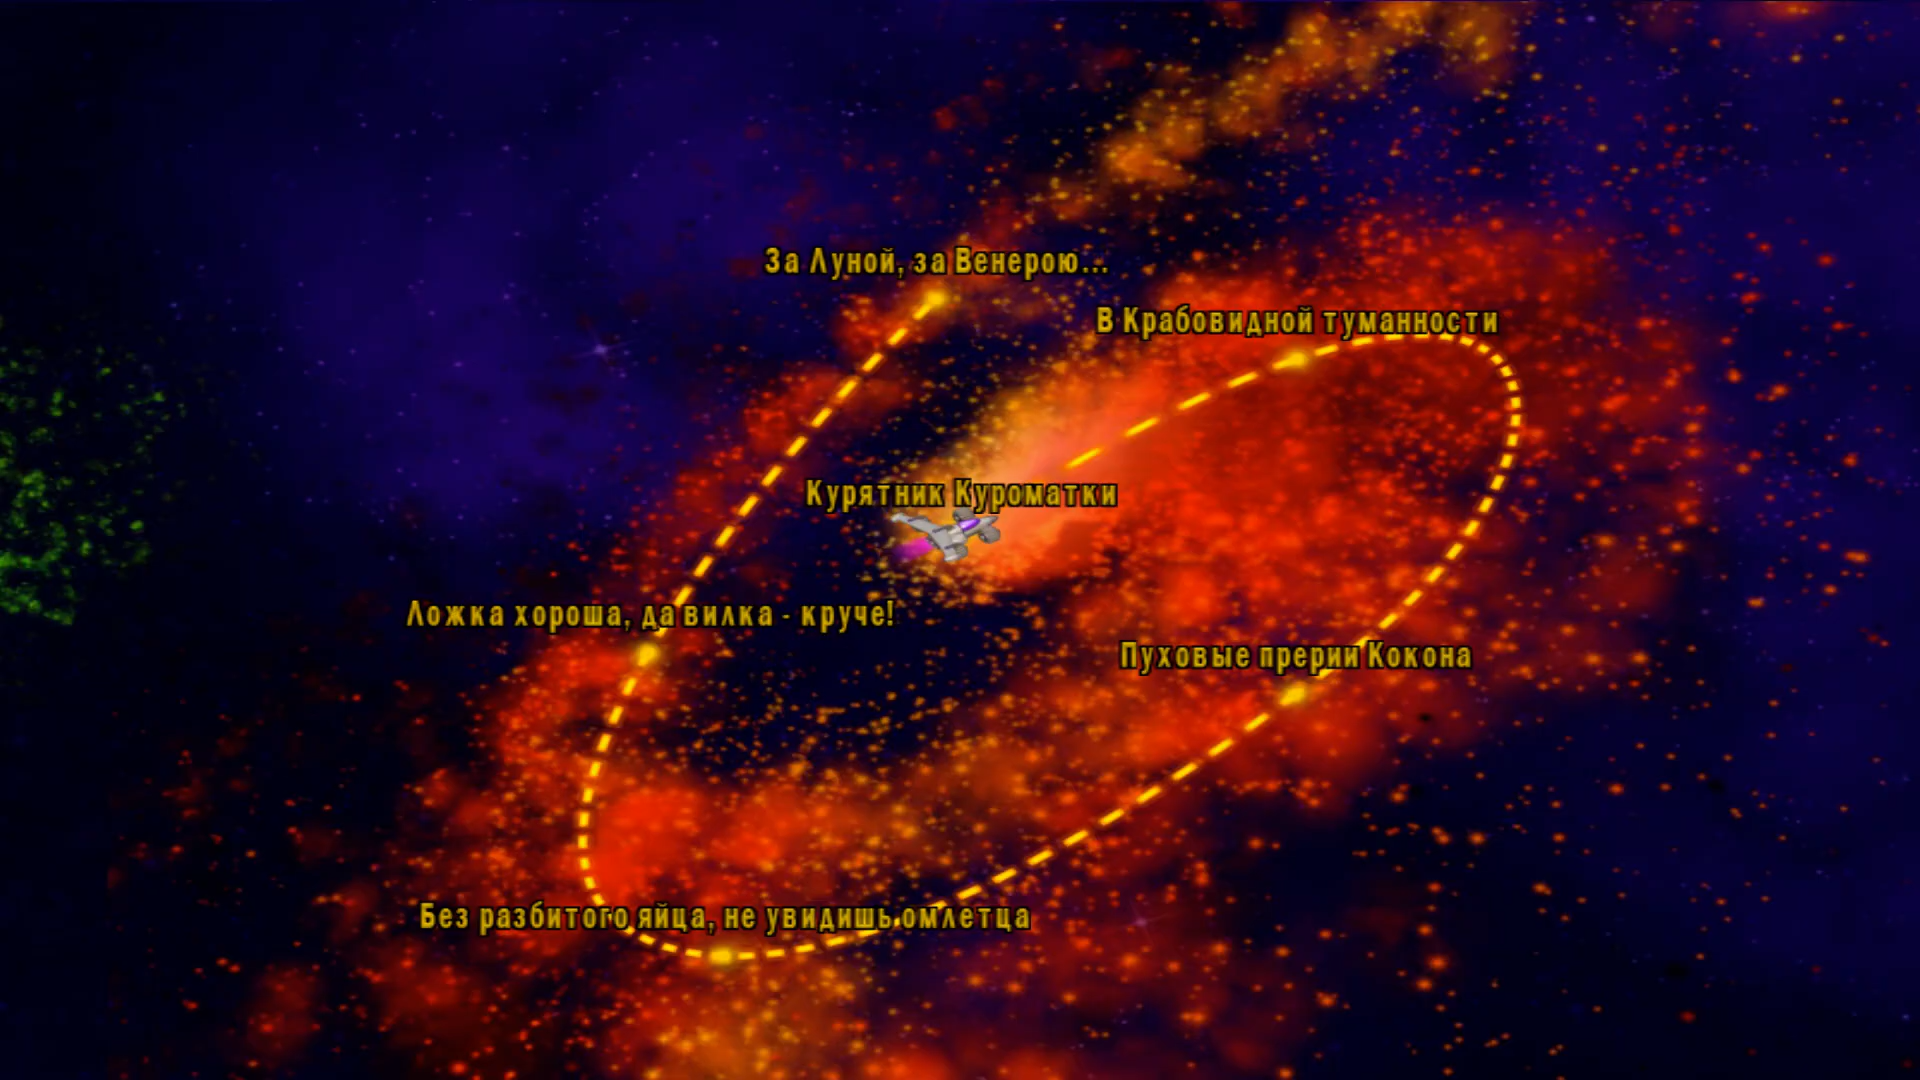 За Луной, за Венерою...
В Крабовидной туманности
Курятник Куроматки
Ложка хороша, да вилка - круче!
Пуховые прерии Кокона
Без разбитого яйца, не увидишь омлетца